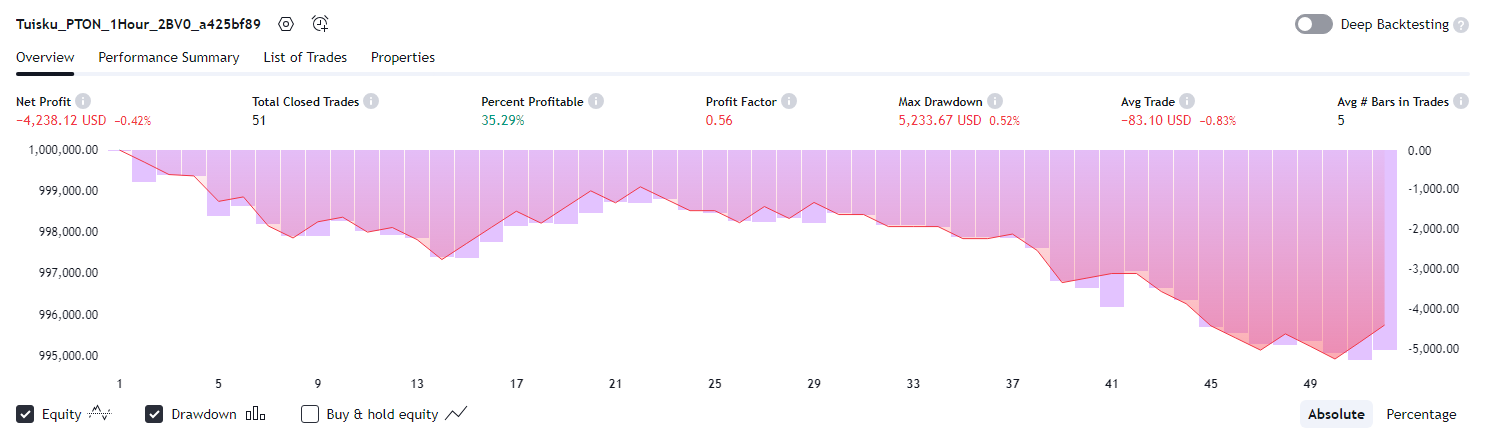 Tuisku_PTON_1Hour_2BV0_a425bf89 Deep Backtesting
Overview Performance Summary List of Trades Properties
Net Profit Total Closed Trades Percent Profitable Profit Factor Max Drawdown Avg Trade Avg # Bars in Trades
−4,238.12 USD −0.42% 51 35.29% 0.56 5,233.67 USD 0.52% −83.10 USD −0.83% 5
1,000,000.00 0.00
999,000.00 -1,000.00
998,000.00 -2,000.00
997,000.00 -3,000.00
996,000.00 -4,000.00
995,000.00 -5,000.00
1 5 9 13 17 21 25 29 33 37 41 45 49
Equity Drawdown Buy & hold equity Absolute Percentage